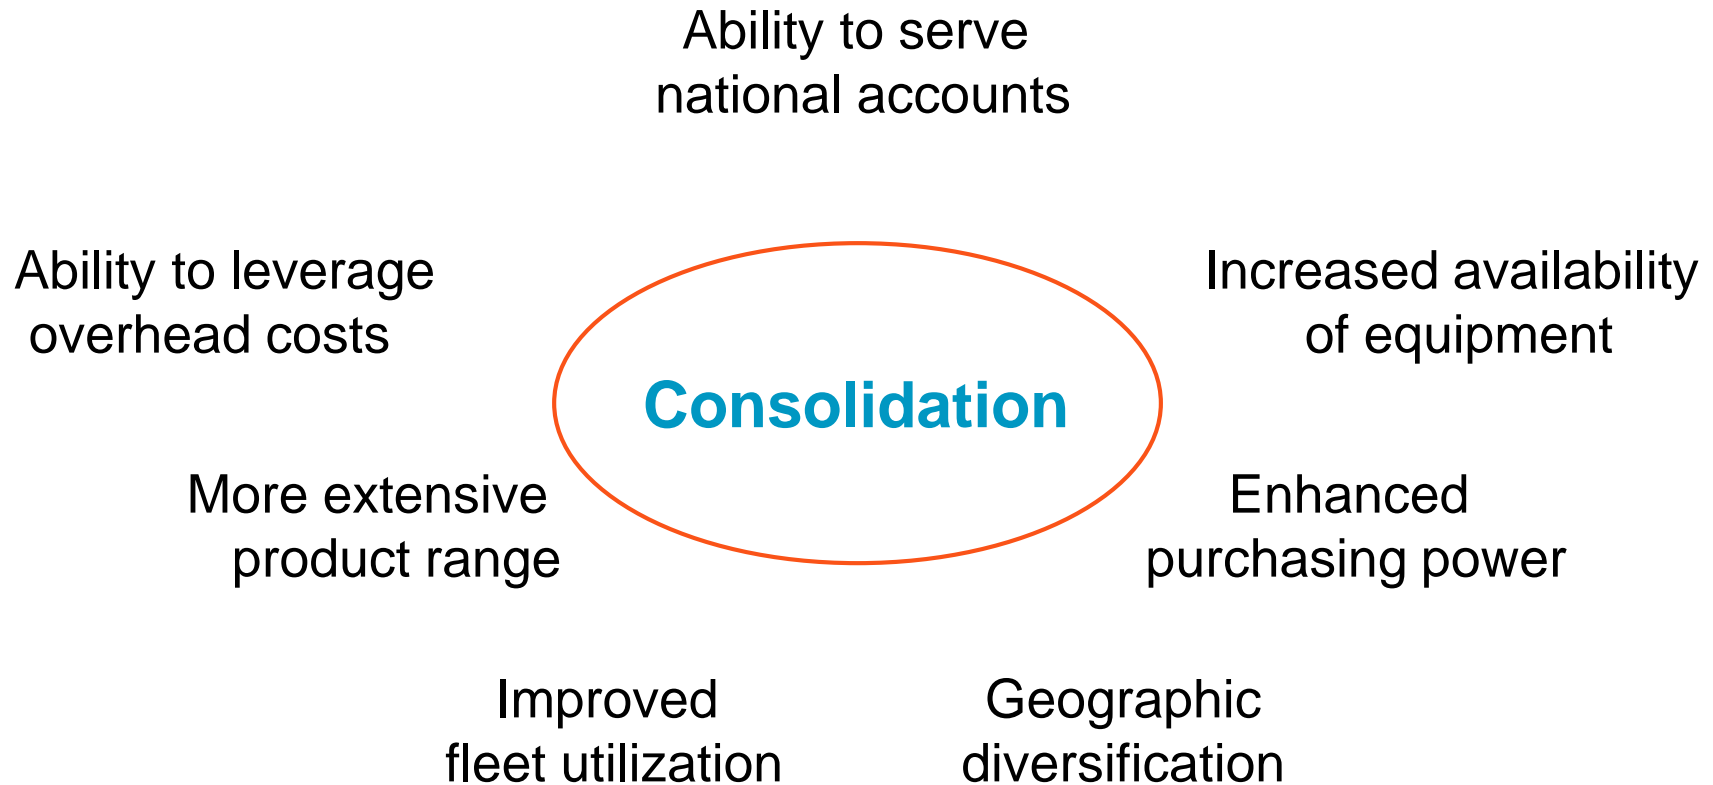 Ability to serve
national accounts
Ability to leverage
overhead costs
Increased availability
of equipment
Consolidation
More extensive
product range
Enhanced
purchasing power
Improved
fleet utilization
Geographic
diversification